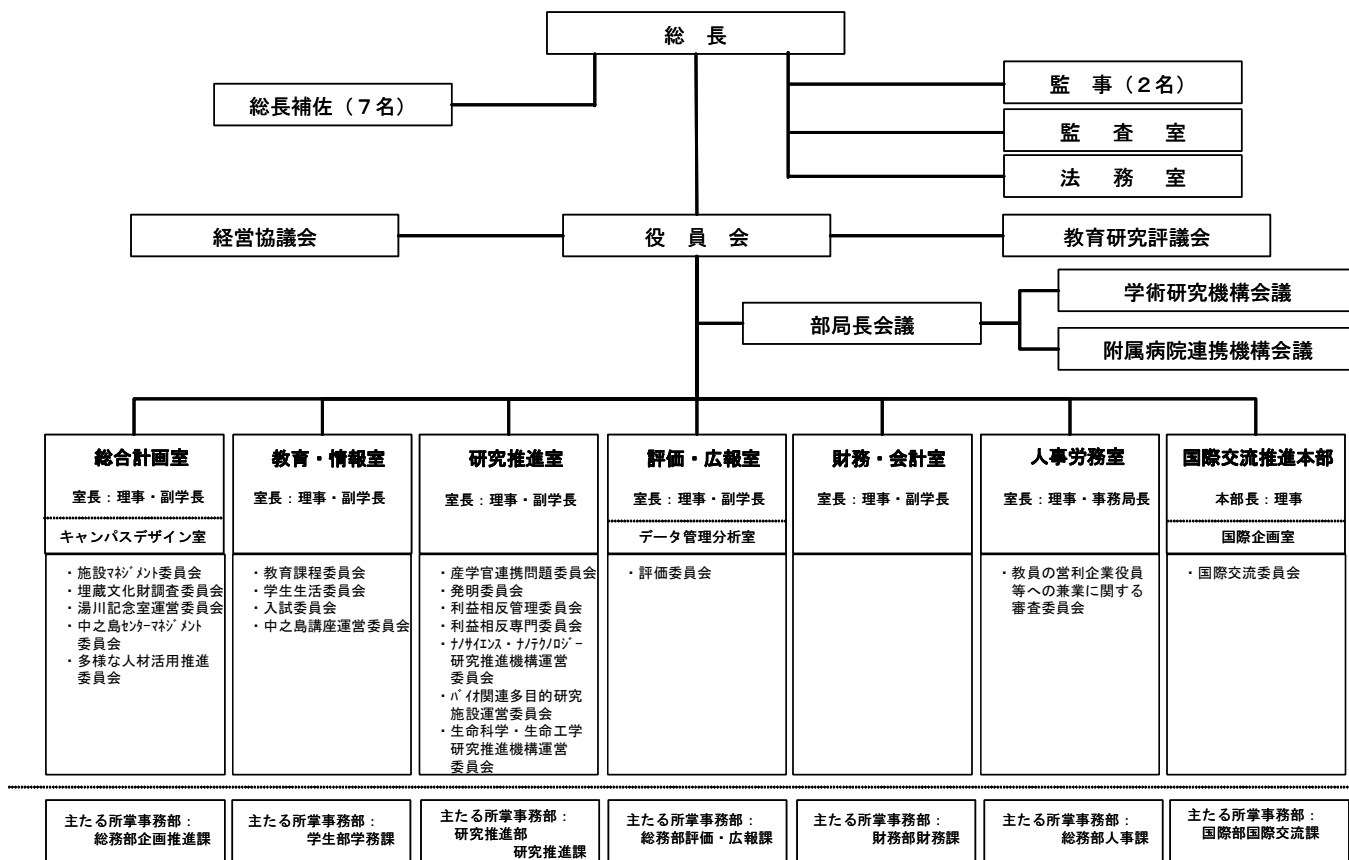 総　長
総長補佐（７名）
監　事（２名）
監　査　室
法　務　室
経営協議会
役　員　会
教育研究評議会
部局長会議
学術研究機構会議
附属病院連携機構会議
総合計画室
室長：理事・副学長
キャンパスデザイン室
・施設ﾏﾈｼﾞﾒﾝﾄ委員会
・埋蔵文化財調査委員会
・湯川記念室運営委員会
・中之島ｾﾝﾀｰﾏﾈｼﾞﾒﾝﾄ
委員会
・多様な人材活用推進
委員会
主たる所掌事務部：
総務部企画推進課
教育・情報室
室長：理事・副学長
・教育課程委員会
・学生生活委員会
・入試委員会
・中之島講座運営委員会
主たる所掌事務部：
学生部学務課
研究推進室
室長：理事・副学長
・産学官連携問題委員会
・発明委員会
・利益相反管理委員会
・利益相反専門委員会
・ﾅﾉｻｲｴﾝｽ・ﾅﾉﾃｸﾉﾛｼﾞｰ
研究推進機構運営
委員会
・ﾊﾞｲｵ関連多目的研究
施設運営委員会
・生命科学・生命工学
研究推進機構運営
委員会
主たる所掌事務部：
研究推進部
研究推進課
評価・広報室
室長：理事・副学長
データ管理分析室
・評価委員会
主たる所掌事務部：
総務部評価・広報課
財務・会計室
室長：理事・副学長
主たる所掌事務部：
財務部財務課
人事労務室
室長：理事・事務局長
・教員の営利企業役員
等への兼業に関する
審査委員会
主たる所掌事務部：
総務部人事課
国際交流推進本部
本部長：理事
国際企画室
・国際交流委員会
主たる所掌事務部：
国際部国際交流課